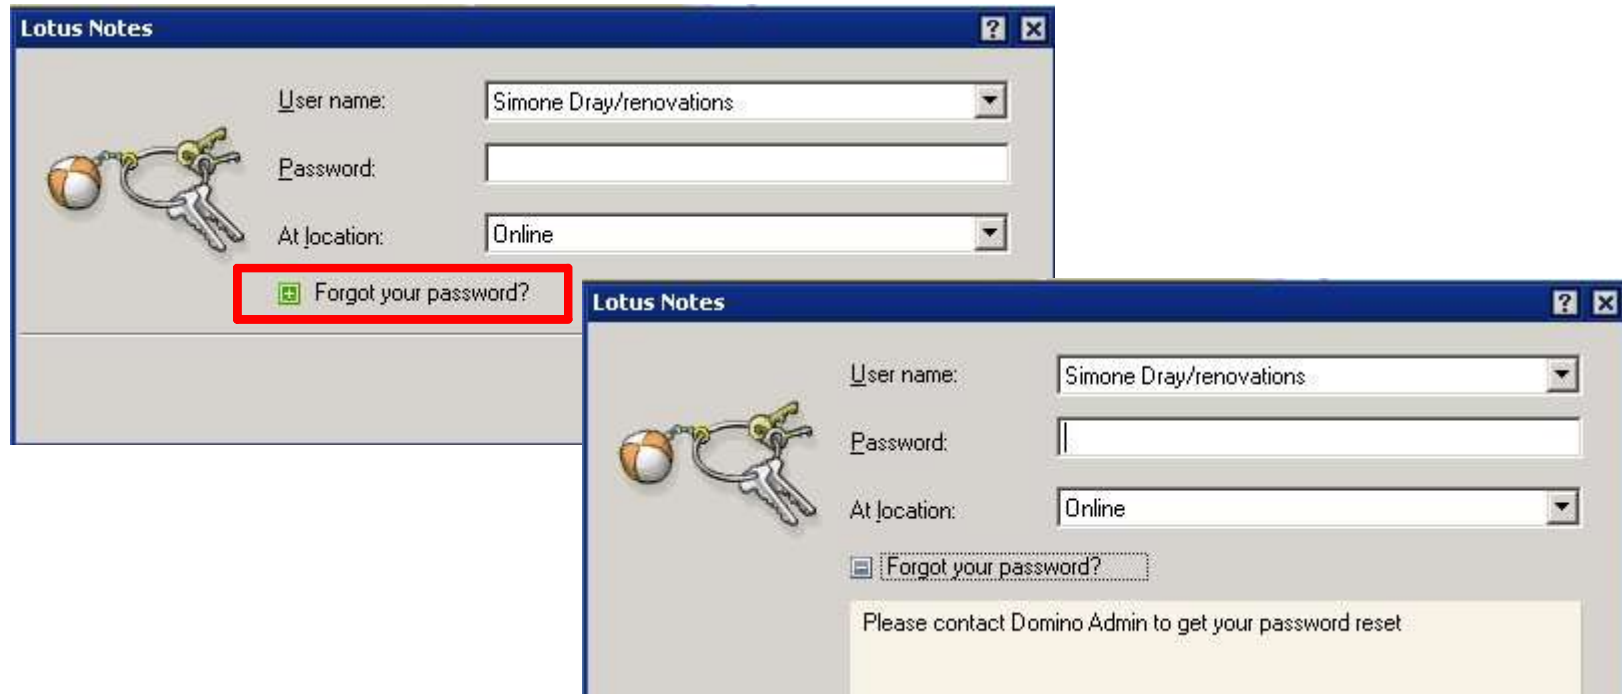 Lotus Notes
User name: Simone Dray/renovations
Password:
At location: Online
Forgot your password?
Lotus Notes
User name: Simone Dray/renovations
Password:
At location: Online
Forgot your password?
Please contact Domino Admin to get your password reset